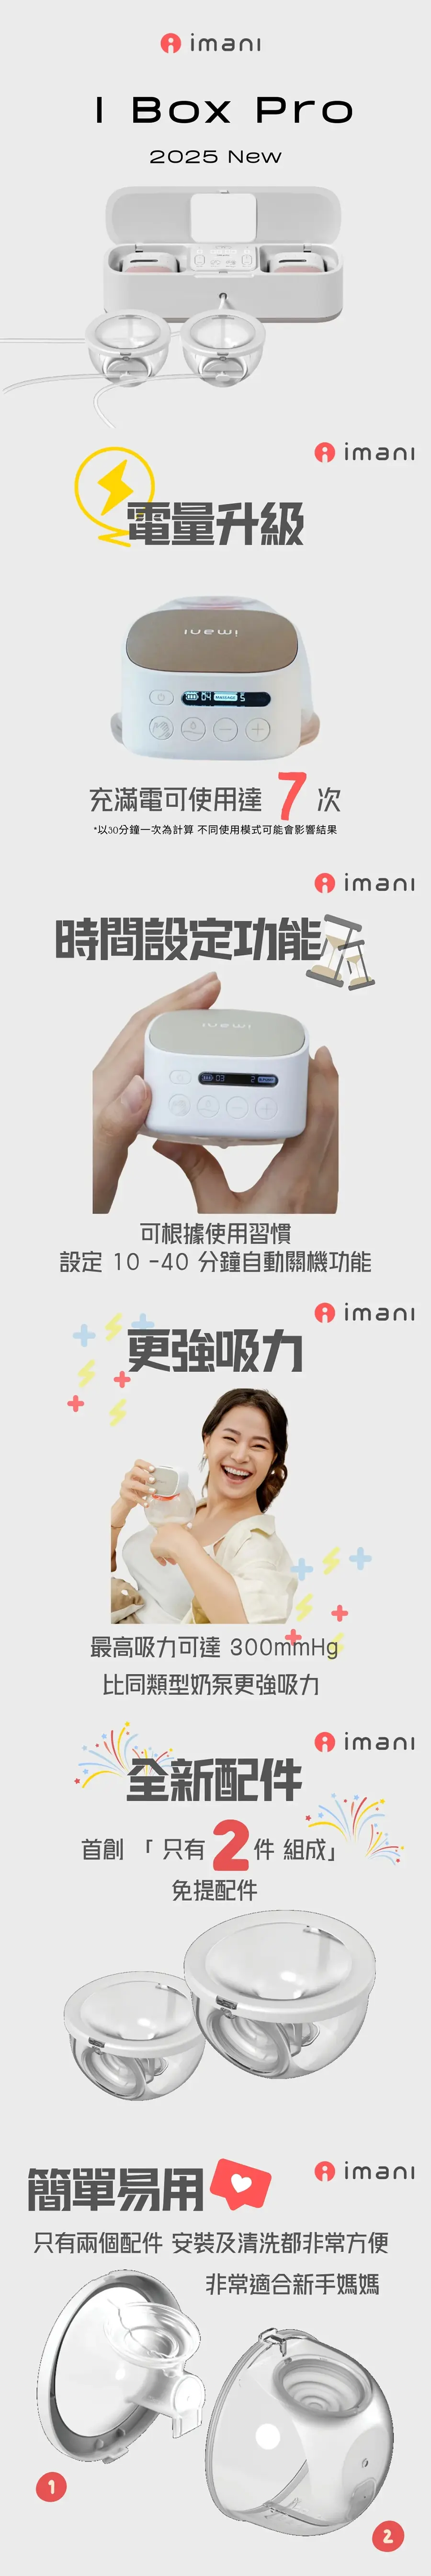 imani
I Box Pro
2025 New
imani
電量升級
imani
04 MASSAGE 5
充滿電可使用達 7 次
*以30分鐘一次為計算 不同使用模式可能會影響結果
imani
時間設定功能
imani
03 2
可根據使用習慣
設定 10 -40 分鐘自動關機功能
imani
更強吸力
最高吸力可達 300mmHg
比同類型奶泵更強吸力
imani
全新配件
首創 「 只有 2 件 組成」
免提配件
imani
簡單易用
只有兩個配件 安裝及清洗都非常方便
非常適合新手媽媽
1
2